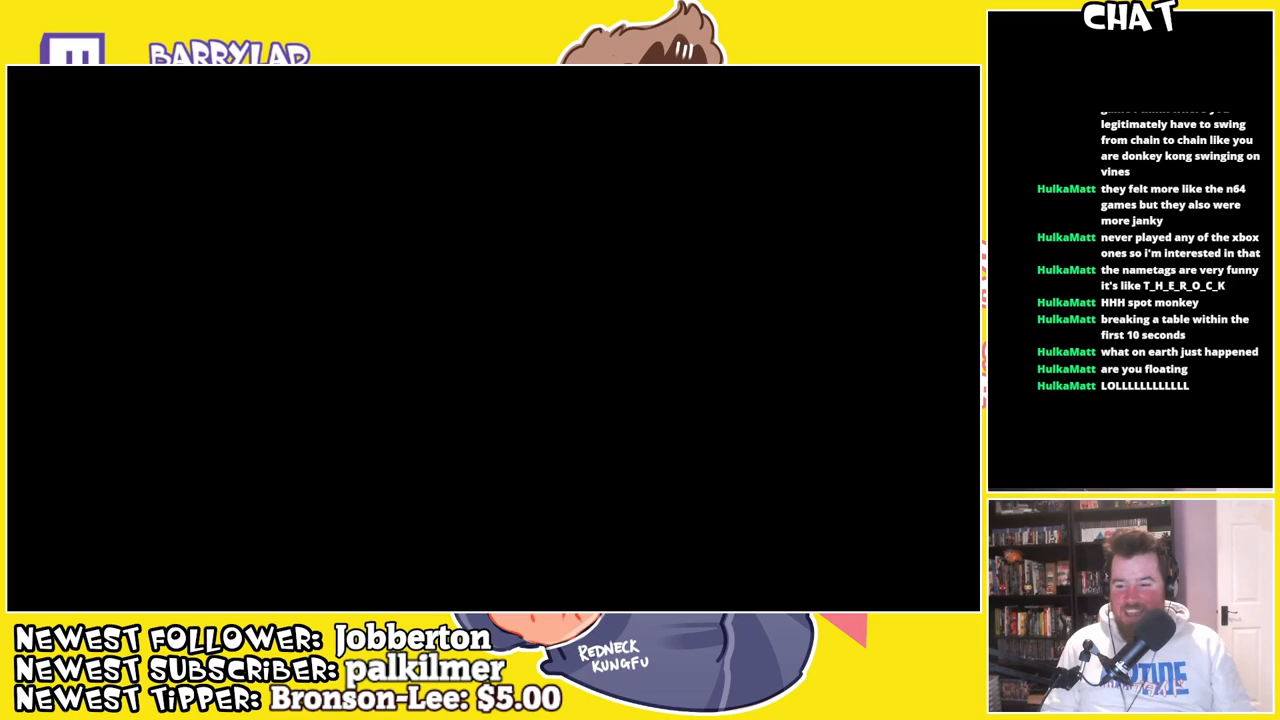 CHAT
BARRYLAD
legitimately have to swing
from chain to chain like you
are donkey kong swinging on
vines
HulkaMatt they felt more like the n64
games but they also were
more janky
HulkaMatt never played any of the xbox
ones so i'm interested in that
HulkaMatt the nametags are very funny
it's like T_H_E_R_O_C_K
HulkaMatt HHH spot monkey
HulkaMatt breaking a table within the
first 10 seconds
HulkaMatt what on earth just happened
HulkaMatt are you floating
HulkaMatt LOLLLLLLLLLLLL
REDNECK
KUNGFU
NEWEST FOLLOWER: Jobberton
NEWEST SUBSCRIBER: palkilmer
NEWEST TIPPER: Bronson-Lee: $5.00